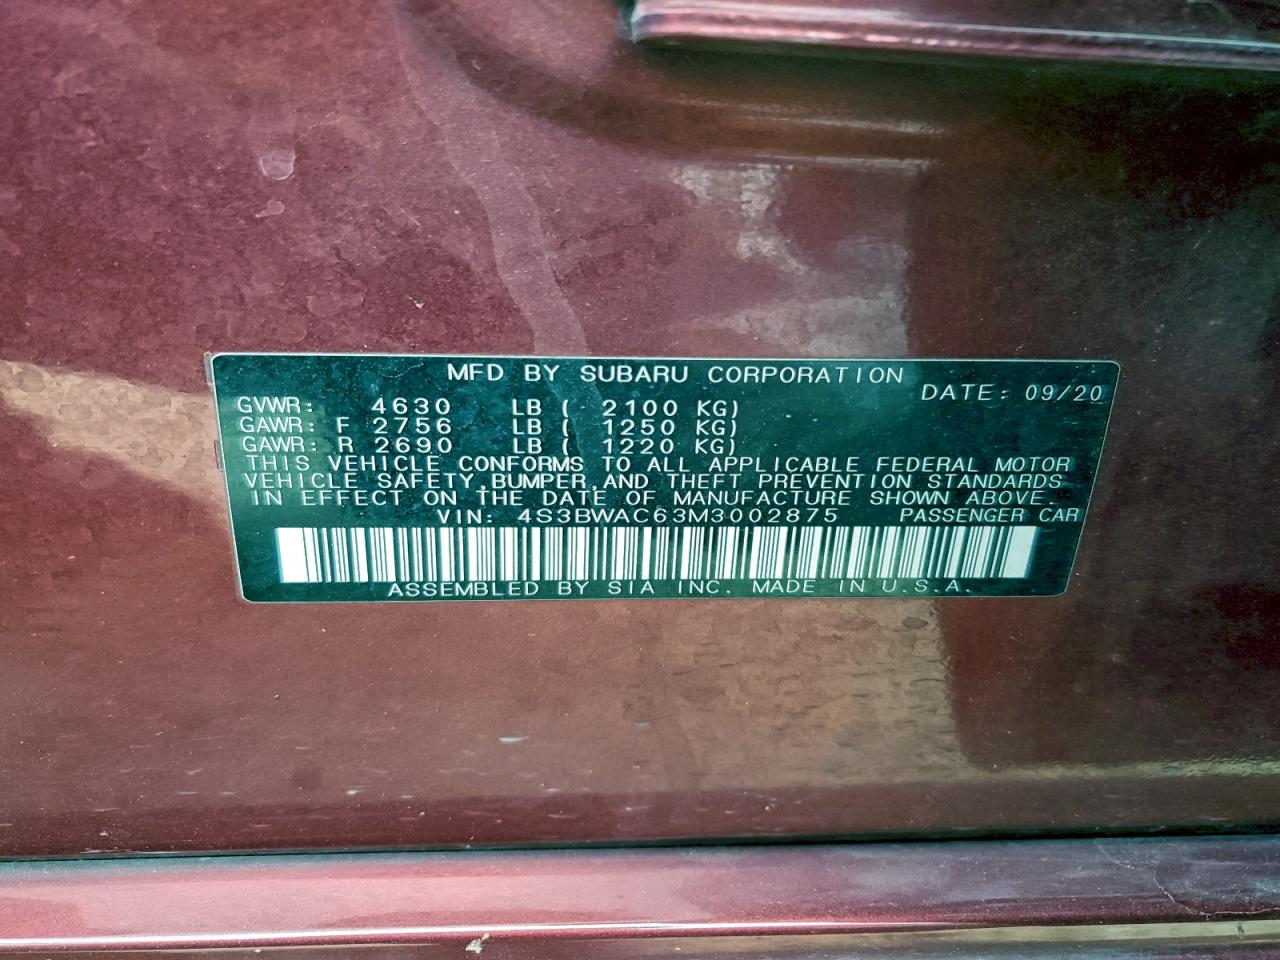 MFD BY SUBARU CORPORATION
DATE: 09/20
GVWR: 4630 LB ( 2100 KG)
GAWR: F 2756 LB ( 1250 KG)
GAWR: R 2690 LB ( 1220 KG)
THIS VEHICLE CONFORMS TO ALL APPLICABLE FEDERAL MOTOR
VEHICLE SAFETY,BUMPER,AND THEFT PREVENTION STANDARDS
IN EFFECT ON THE DATE OF MANUFACTURE SHOWN ABOVE.
VIN: 4S3BWAC63M3002875 PASSENGER CAR
ASSEMBLED BY SIA INC. MADE IN U.S.A.